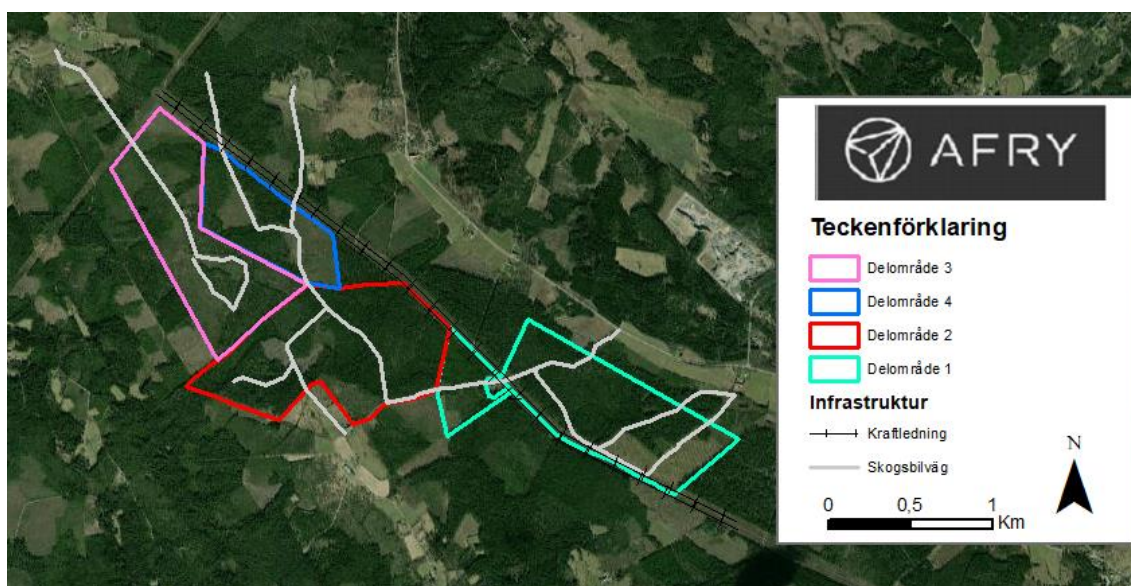 AFRY
Teckenförklaring
Delområde 3
Delområde 4
Delområde 2
Delområde 1
Infrastruktur
Kraftledning
Skogsbilväg
N
0 0,5 1
Km